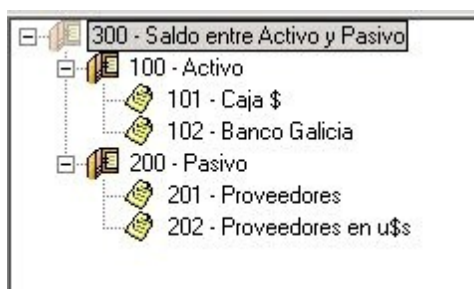 300 - Saldo entre Activo y Pasivo
100 - Activo
101 - Caja $
102 - Banco Galicia
200 - Pasivo
201 - Proveedores
202 - Proveedores en u$s